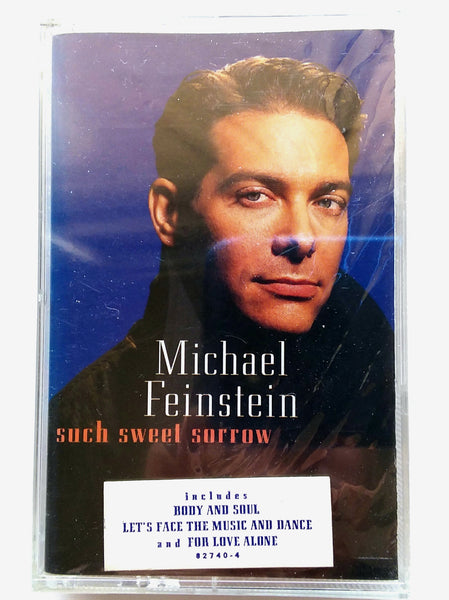 Michael
Feinstein
such sweet sorrow
includes
BODY AND SOUL
LET'S FACE THE MUSIC AND DANCE
and FOR LOVE ALONE
82740-4